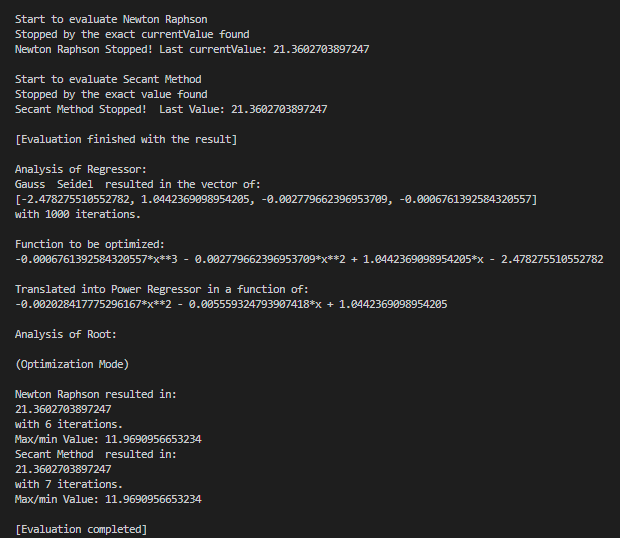 Start to evaluate Newton Raphson
Stopped by the exact currentValue found
Newton Raphson Stopped! Last currentValue: 21.3602703897247
Start to evaluate Secant Method
Stopped by the exact value found
Secant Method Stopped!  Last Value: 21.3602703897247
[Evaluation finished with the result]
Analysis of Regressor:
Gauss  Seidel  resulted in the vector of:
[-2.478275510552782, 1.0442369098954205, -0.002779662396953709, -0.0006761392584320557]
with 1000 iterations.
Function to be optimized:
-0.0006761392584320557*x**3 - 0.002779662396953709*x**2 + 1.0442369098954205*x - 2.478275510552782
Translated into Power Regressor in a function of:
-0.002028417775296167*x**2 - 0.005559324793907418*x + 1.0442369098954205
Analysis of Root:
(Optimization Mode)
Newton Raphson resulted in:
21.3602703897247
with 6 iterations.
Max/min Value: 11.9690956653234
Secant Method  resulted in:
21.3602703897247
with 7 iterations.
Max/min Value: 11.9690956653234
[Evaluation completed]